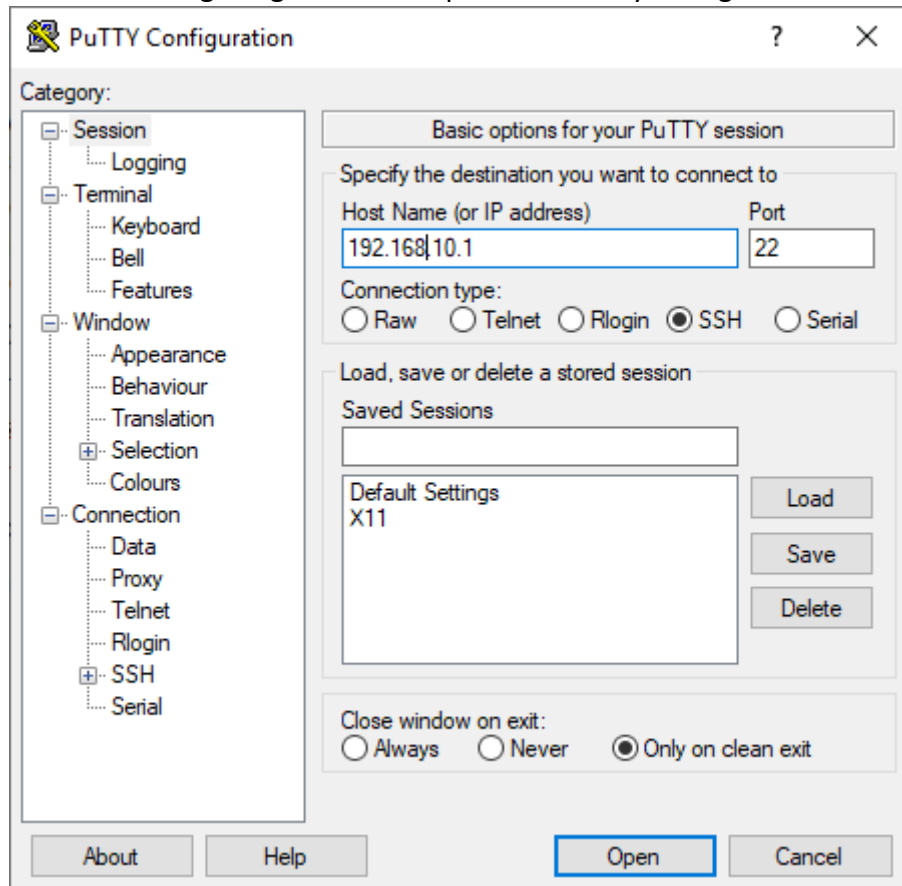 PuTTY Configuration
?
Category:
Session
Logging
Terminal
Keyboard
Bell
Features
Window
Appearance
Behaviour
Translation
Selection
Colours
Connection
Data
Proxy
Telnet
Rlogin
SSH
Serial
Basic options for your PuTTY session
Specify the destination you want to connect to
Host Name (or IP address) Port
192.168.10.1 22
Connection type:
Raw Telnet Rlogin SSH Serial
Load, save or delete a stored session
Saved Sessions
Default Settings
X11
Load
Save
Delete
Close window on exit:
Always Never Only on clean exit
About Help Open Cancel